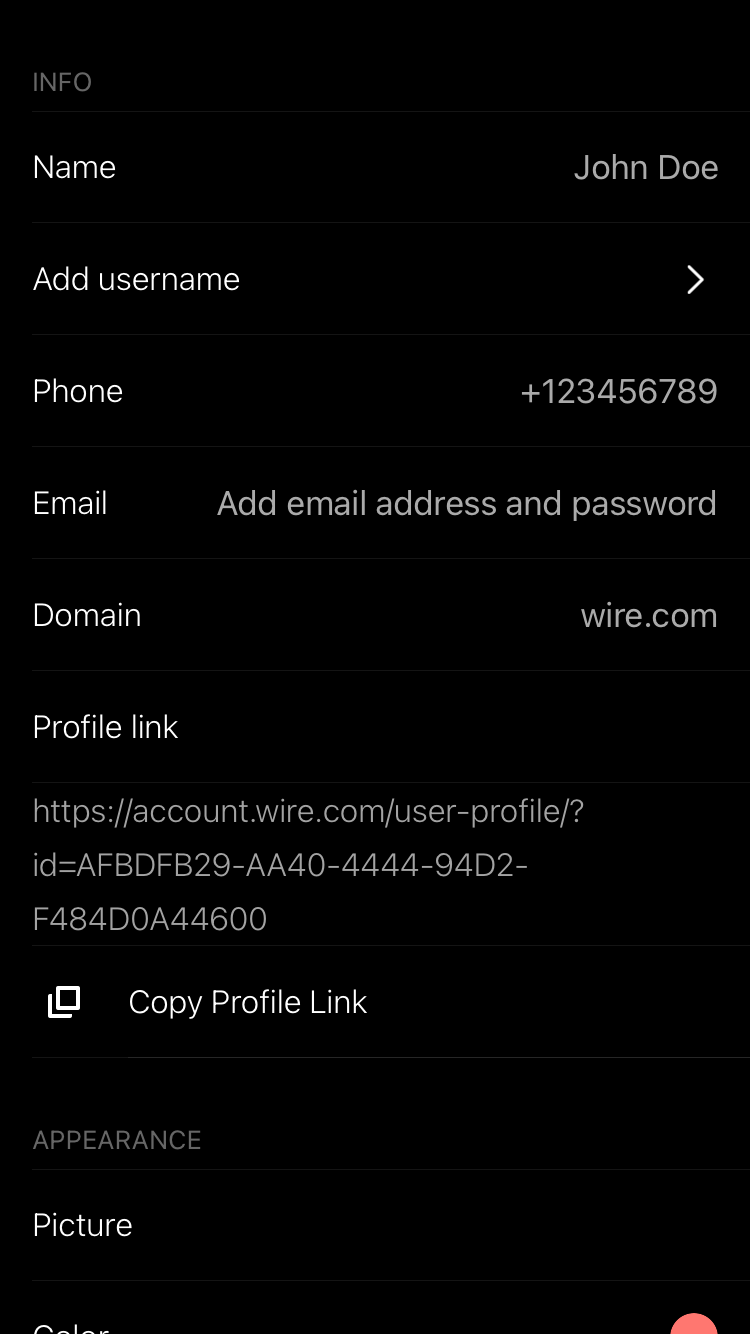 INFO
Name John Doe
Add username
Phone +123456789
Email Add email address and password
Domain wire.com
Profile link
https://account.wire.com/user-profile/?
id=AFBDFB29-AA40-4444-94D2-
F484D0A44600
Copy Profile Link
APPEARANCE
Picture
Color